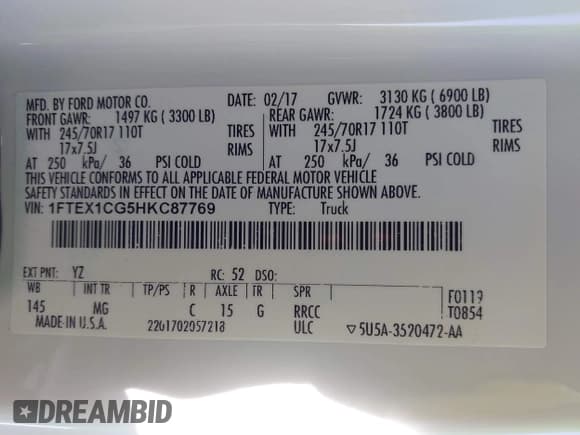 MFD. BY FORD MOTOR CO. DATE: 02/17 GVWR: 3130 KG ( 6900 LB)
FRONT GAWR: 1497 KG ( 3300 LB) REAR GAWR: 1724 KG ( 3800 LB)
WITH 245/70R17 110T TIRES WITH 245/70R17 110T TIRES
17x7.5J RIMS 17x7.5J RIMS
AT 250 kPa/ 36 PSI COLD AT 250 kPa/ 36 PSI COLD
THIS VEHICLE CONFORMS TO ALL APPLICABLE FEDERAL MOTOR VEHICLE
SAFETY STANDARDS IN EFFECT ON THE DATE OF MANUFACTURE SHOWN ABOVE.
VIN: 1FTEX1CG5HKC87769 TYPE: Truck
EXT PNT: YZ RC: 52 DSO:
WB INT TR TP/PS R AXLE TR SPR F0113
145 MG C 15 G RRCC T0854
MADE IN U.S.A. 2201702057218 ULC ▽5U5A-3520472-AA
DREAMBID